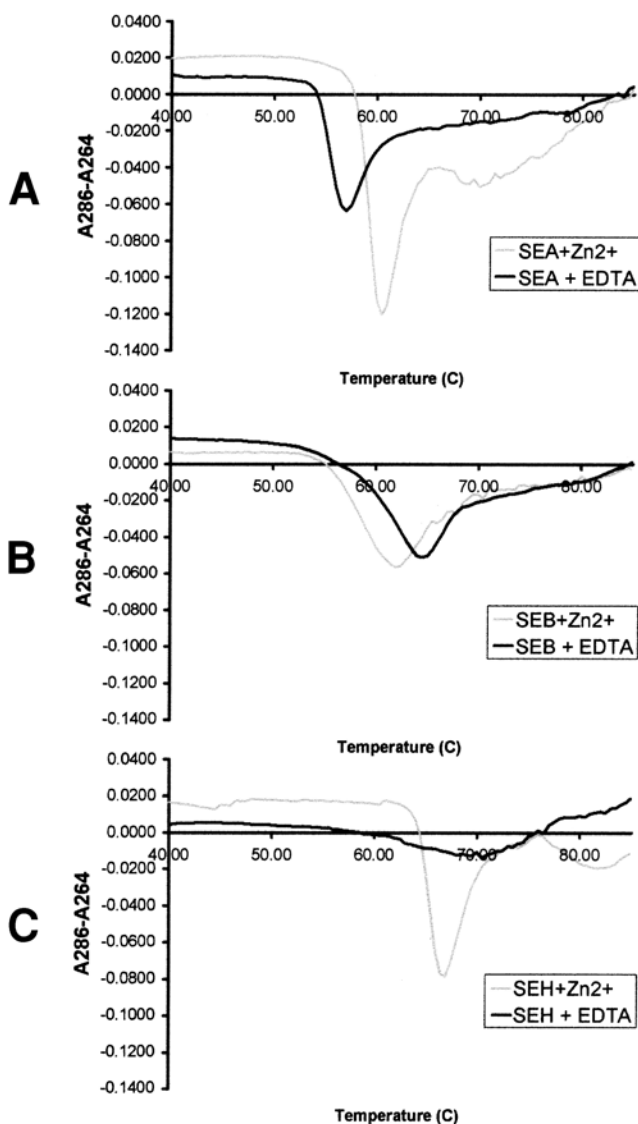 0.0400
0.0200
0.0000
40.00 50.00 60.00 70.00 80.00
-0.0200
-0.0400
-0.0600
-0.0800
-0.1000
-0.1200
-0.1400
A286-A264
A
SEA+Zn2+
SEA + EDTA
Temperature (C)
0.0400
0.0200
0.0000
40.00 50.00 60.00 70.00 80.00
-0.0200
-0.0400
-0.0600
-0.0800
-0.1000
-0.1200
-0.1400
A286-A264
B
SEB+Zn2+
SEB + EDTA
Temperature (C)
0.0400
0.0200
0.0000
40.00 50.00 60.00 70.00 80.00
-0.0200
-0.0400
-0.0600
-0.0800
-0.1000
-0.1200
-0.1400
A286-A264
C
SEH+Zn2+
SEH + EDTA
Temperature (C)